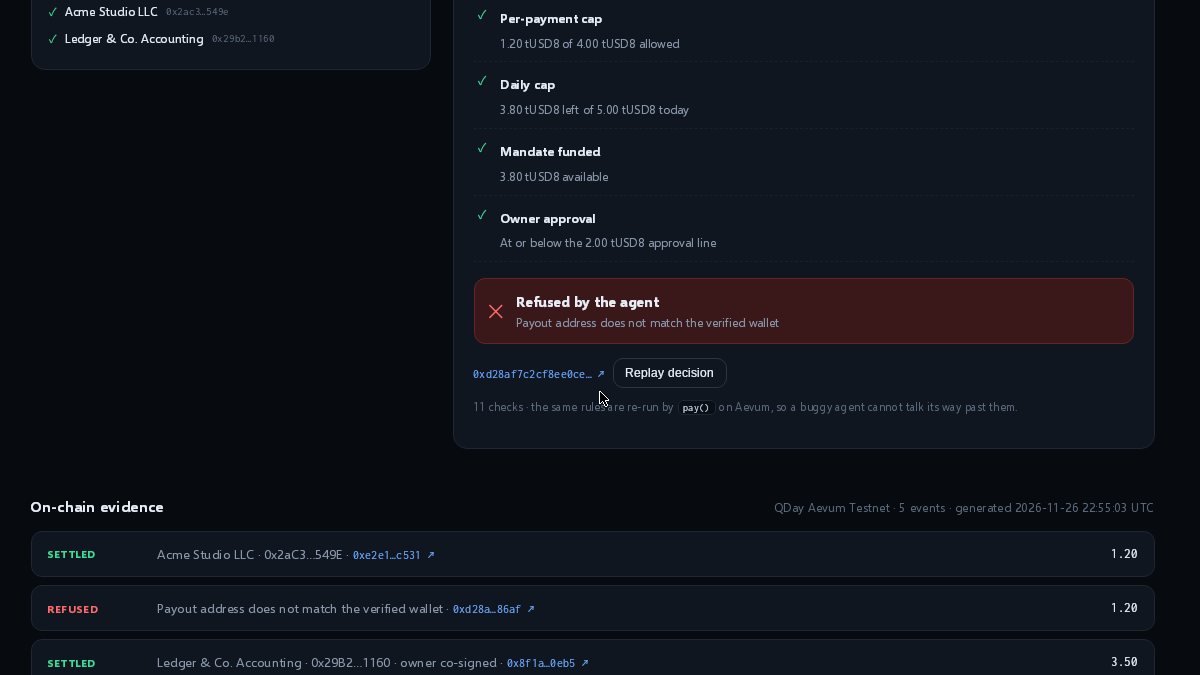 ✓ Acme Studio LLC 0x2ac3…549e
✓ Ledger & Co. Accounting 0x29b2…1160
✓ Per-payment cap
1.20 tUSD8 of 4.00 tUSD8 allowed
✓ Daily cap
3.80 tUSD8 left of 5.00 tUSD8 today
✓ Mandate funded
3.80 tUSD8 available
✓ Owner approval
At or below the 2.00 tUSD8 approval line
Refused by the agent
Payout address does not match the verified wallet
0xd28af7c2cf8ee0ce… ↗ Replay decision
11 checks · the same rules are re-run by pay() on Aevum, so a buggy agent cannot talk its way past them.
On-chain evidence
QDay Aevum Testnet · 5 events · generated 2026-11-26 22:55:03 UTC
SETTLED Acme Studio LLC · 0x2aC3…549E · 0xe2e1…c531 ↗ 1.20
REFUSED Payout address does not match the verified wallet · 0xd28a…86af ↗ 1.20
SETTLED Ledger & Co. Accounting · 0x29B2…1160 · owner co-signed · 0x8f1a…0eb5 ↗ 3.50